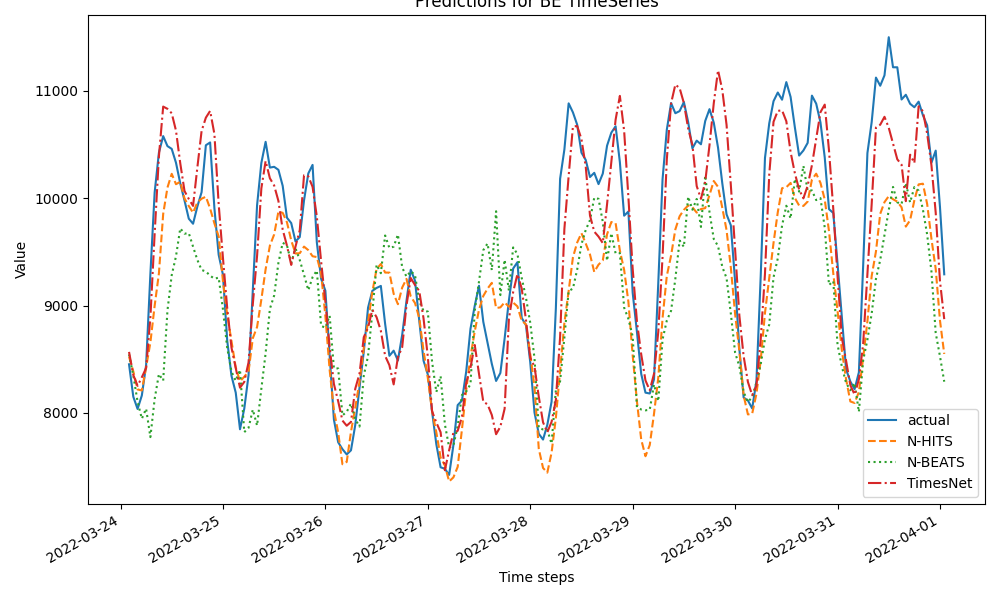 Predictions for BE TimeSeries
Value
11000
10000
9000
8000
actual
N-HITS
N-BEATS
TimesNet
2022-03-24
2022-03-25
2022-03-26
2022-03-27
2022-03-28
2022-03-29
2022-03-30
2022-03-31
2022-04-01
Time steps